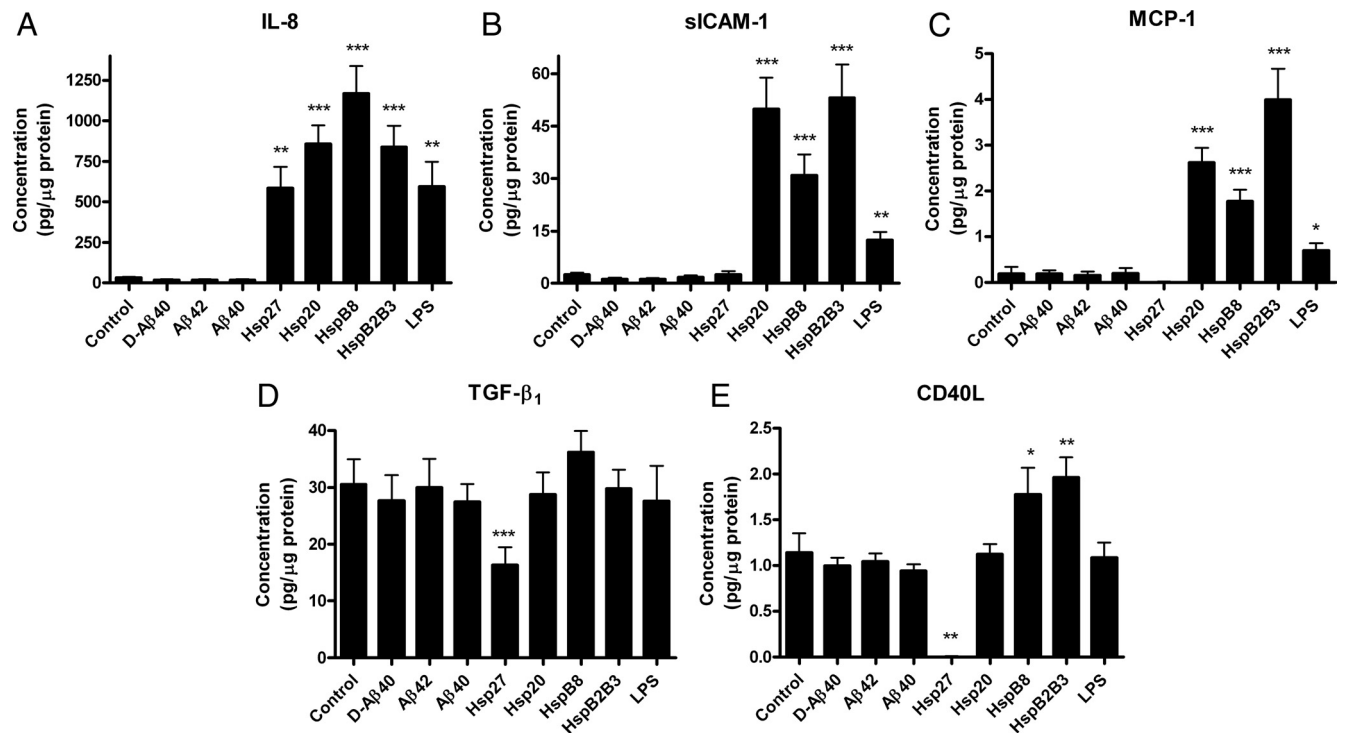 A
IL-8
Concentration
(pg/µg protein)
1250
1000
750
500
250
0
**
***
***
***
**
Control
D-Aβ40
Aβ42
Aβ40
Hsp27
Hsp20
HspB8
HspB2B3
LPS
B
sICAM-1
Concentration
(pg/µg protein)
60
45
30
15
0
***
***
***
**
Control
D-Aβ40
Aβ42
Aβ40
Hsp27
Hsp20
HspB8
HspB2B3
LPS
C
MCP-1
Concentration
(pg/µg protein)
5
4
3
2
1
0
***
***
***
*
Control
D-Aβ40
Aβ42
Aβ40
Hsp27
Hsp20
HspB8
HspB2B3
LPS
D
TGF-β₁
Concentration
(pg/µg protein)
40
30
20
10
0
***
Control
D-Aβ40
Aβ42
Aβ40
Hsp27
Hsp20
HspB8
HspB2B3
LPS
E
CD40L
Concentration
(pg/µg protein)
2.5
2.0
1.5
1.0
0.5
0.0
**
*
**
Control
D-Aβ40
Aβ42
Aβ40
Hsp27
Hsp20
HspB8
HspB2B3
LPS